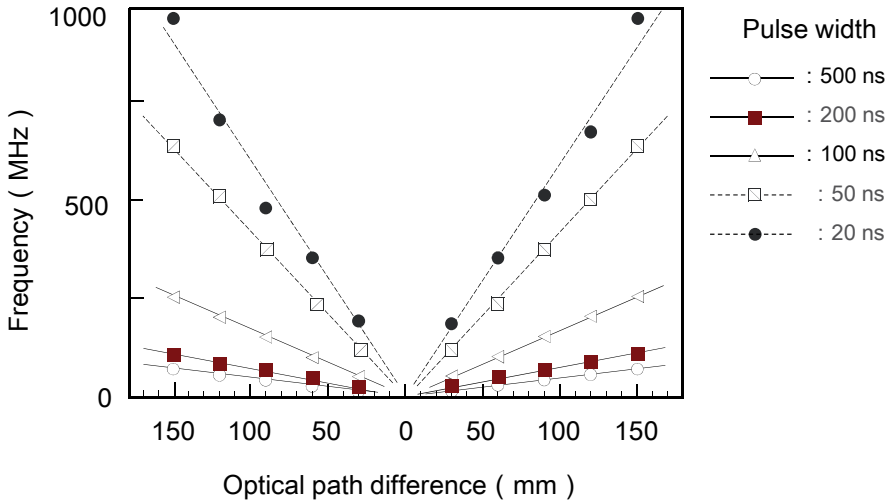 1000
500
0
Frequency ( MHz )
150 100 50 0 50 100 150
Optical path difference ( mm )
Pulse width
: 500 ns
: 200 ns
: 100 ns
: 50 ns
: 20 ns